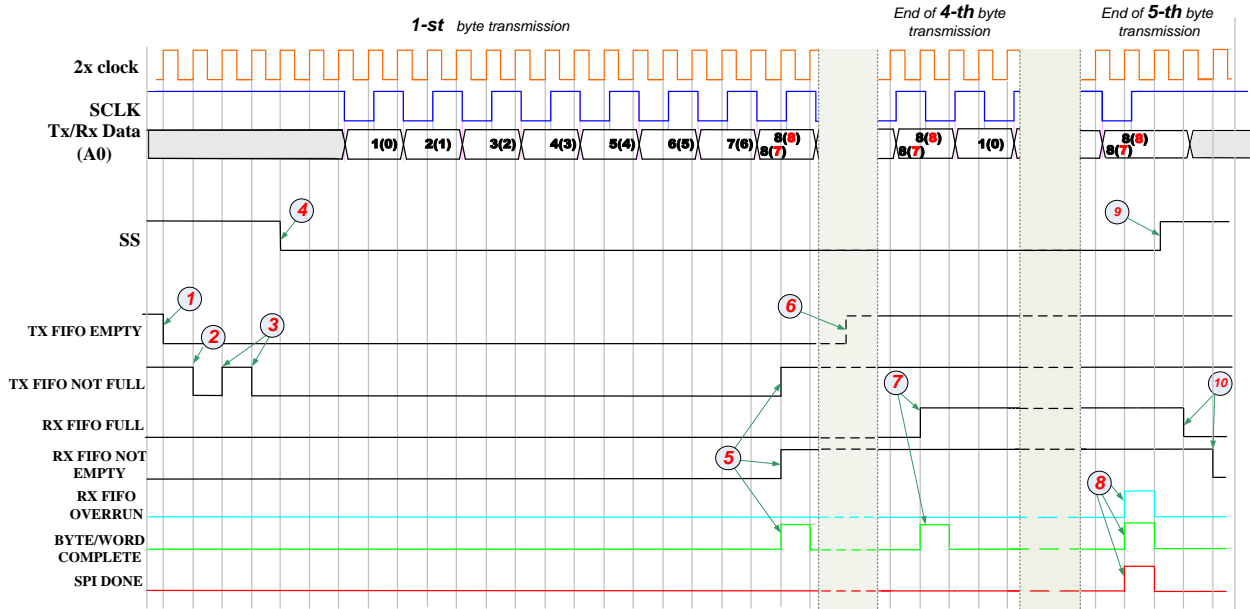 1-st byte transmission
End of 4-th byte
transmission
End of 5-th byte
transmission
2x clock
SCLK
Tx/Rx Data
(A0)
1(0) 2(1) 3(2) 4(3) 5(4) 6(5) 7(6) 8(8)
8(7)
8(8)
8(7)
1(0)
8(8)
8(7)
SS
4
9
1
2
3
6
TX FIFO EMPTY
TX FIFO NOT FULL
7
10
RX FIFO FULL
RX FIFO NOT
EMPTY
5
8
RX FIFO
OVERRUN
BYTE/WORD
COMPLETE
SPI DONE